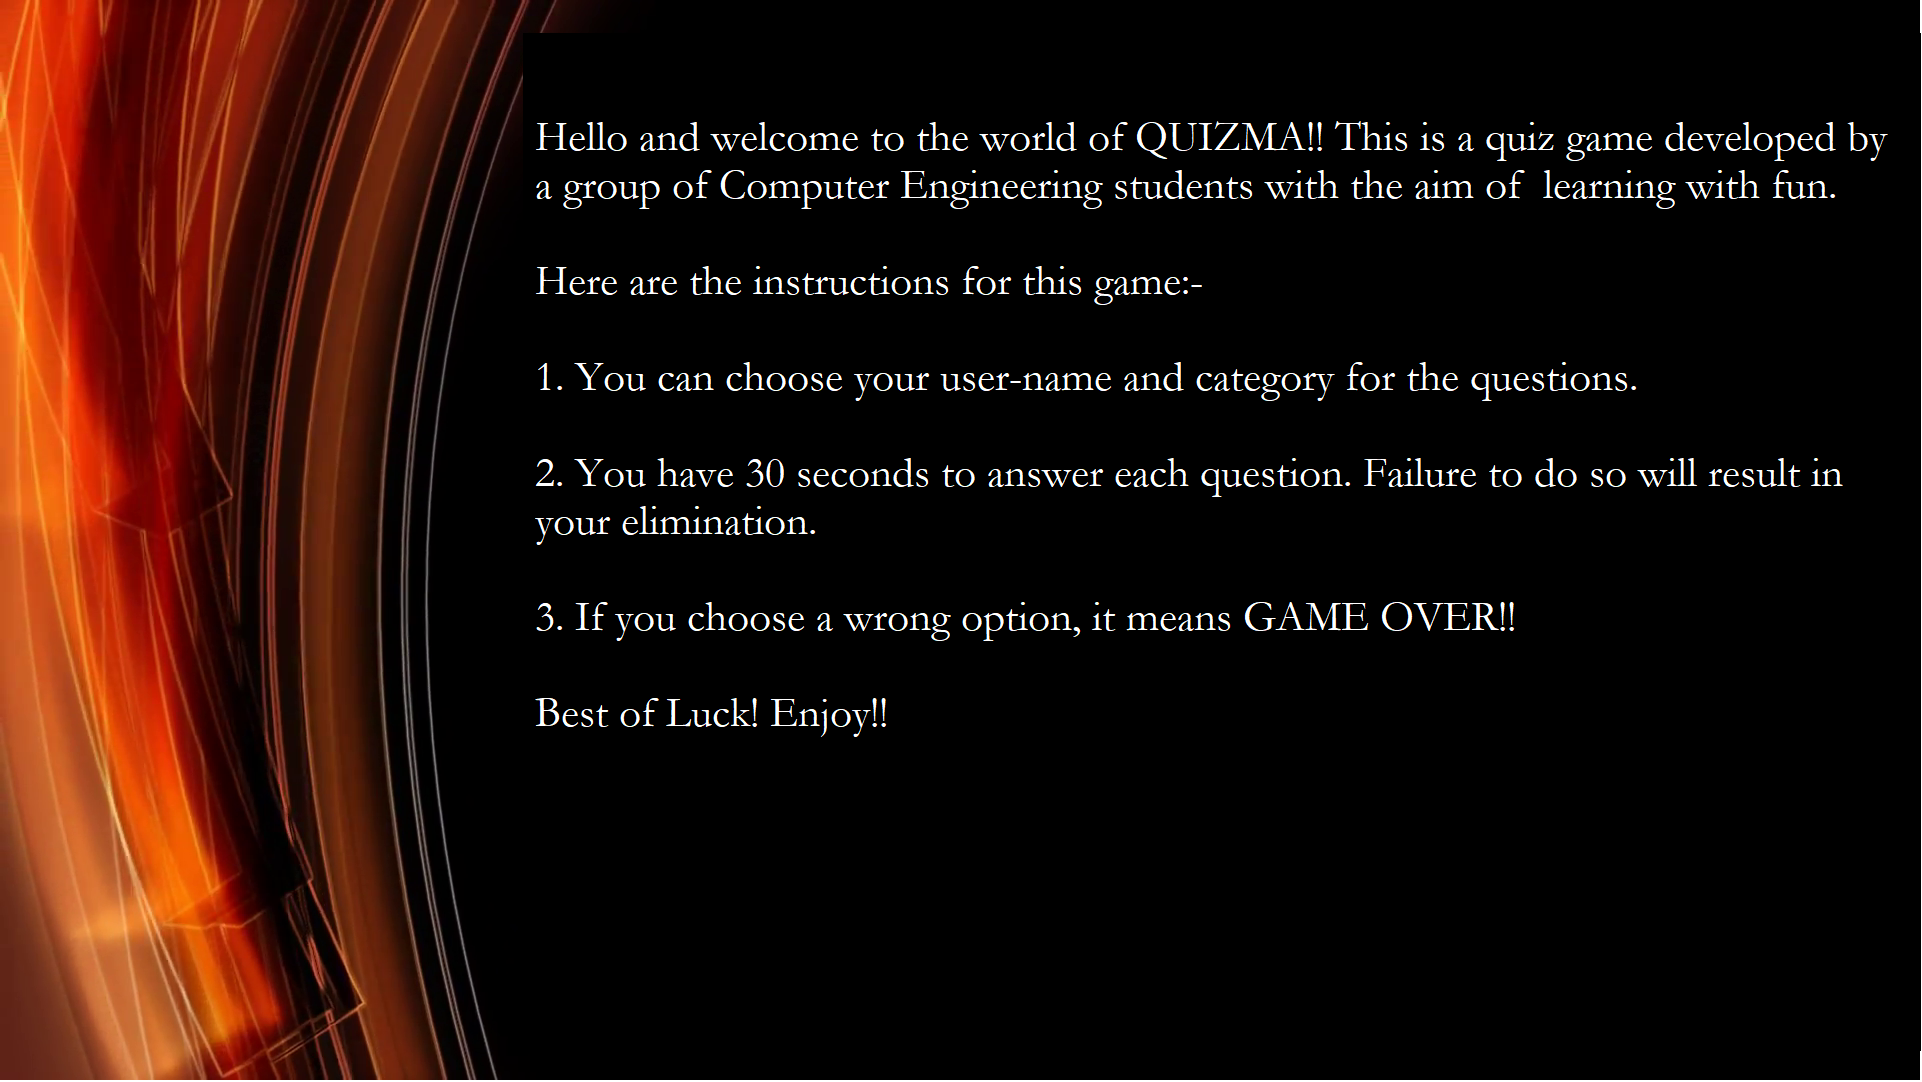 Hello and welcome to the world of QUIZMA!! This is a quiz game developed by
a group of Computer Engineering students with the aim of  learning with fun.
Here are the instructions for this game:-
1. You can choose your user-name and category for the questions.
2. You have 30 seconds to answer each question. Failure to do so will result in
your elimination.
3. If you choose a wrong option, it means GAME OVER!!
Best of Luck! Enjoy!!